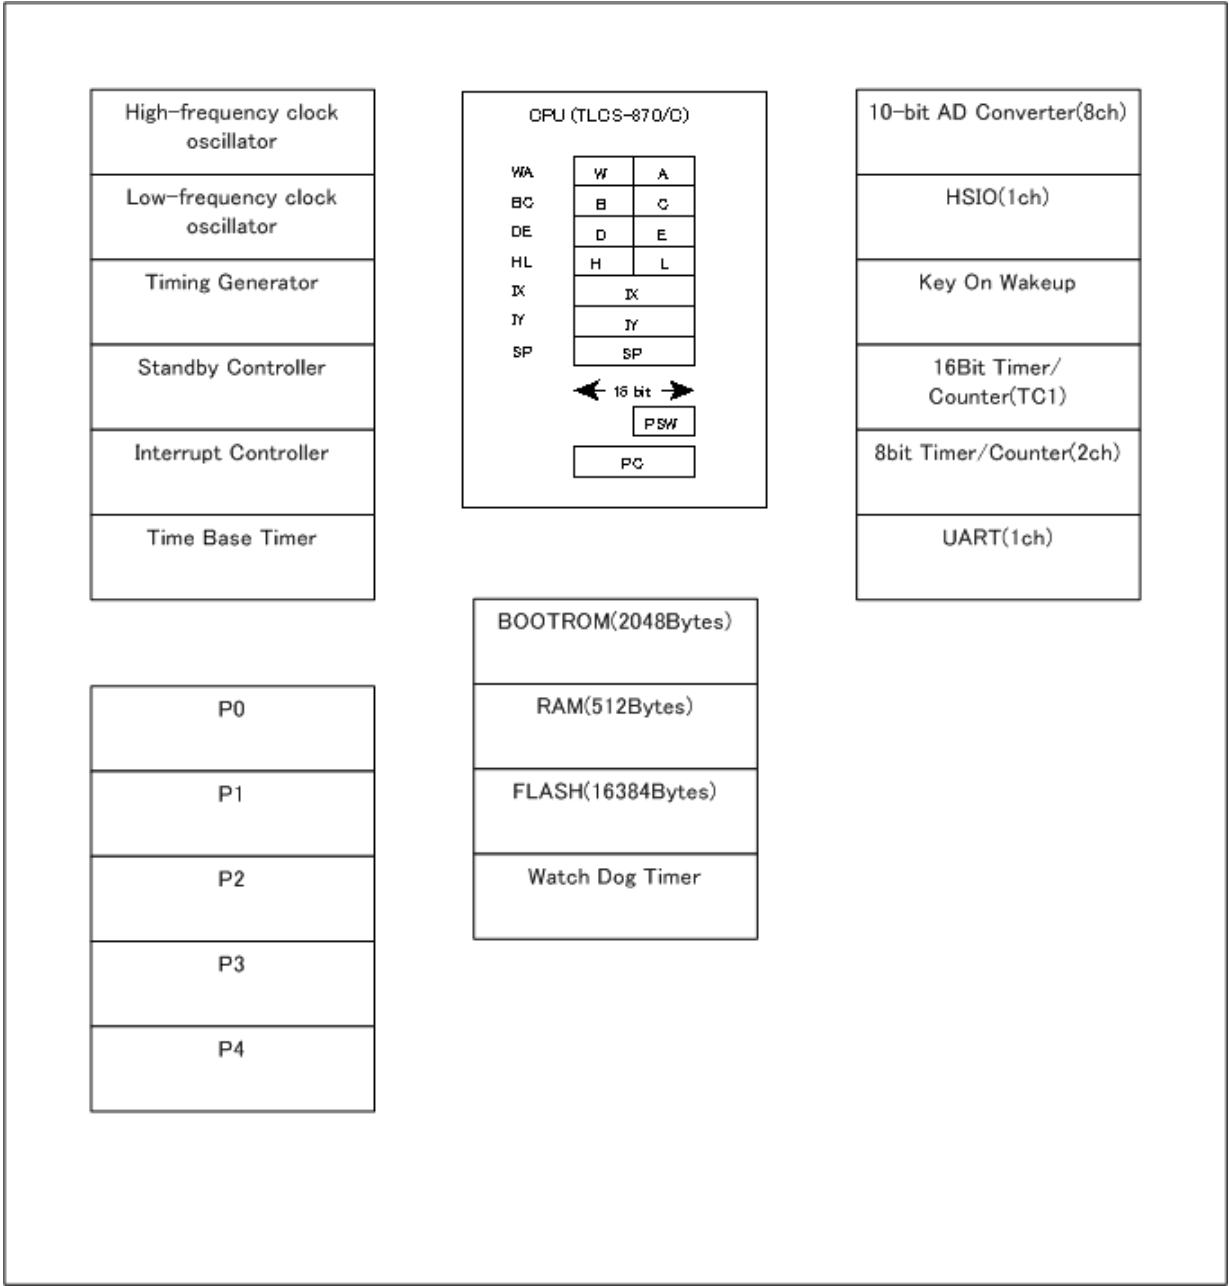 High-frequency clock
oscillator
Low-frequency clock
oscillator
Timing Generator
Standby Controller
Interrupt Controller
Time Base Timer
CPU (TLCS-870/C)
WA W A
BC B C
DE D E
HL H L
IX IX
IY IY
SP SP
16 bit
PSW
PC
10-bit AD Converter(8ch)
HSIO(1ch)
Key On Wakeup
16Bit Timer/
Counter(TC1)
8bit Timer/Counter(2ch)
UART(1ch)
BOOTROM(2048Bytes)
RAM(512Bytes)
FLASH(16384Bytes)
Watch Dog Timer
P0
P1
P2
P3
P4